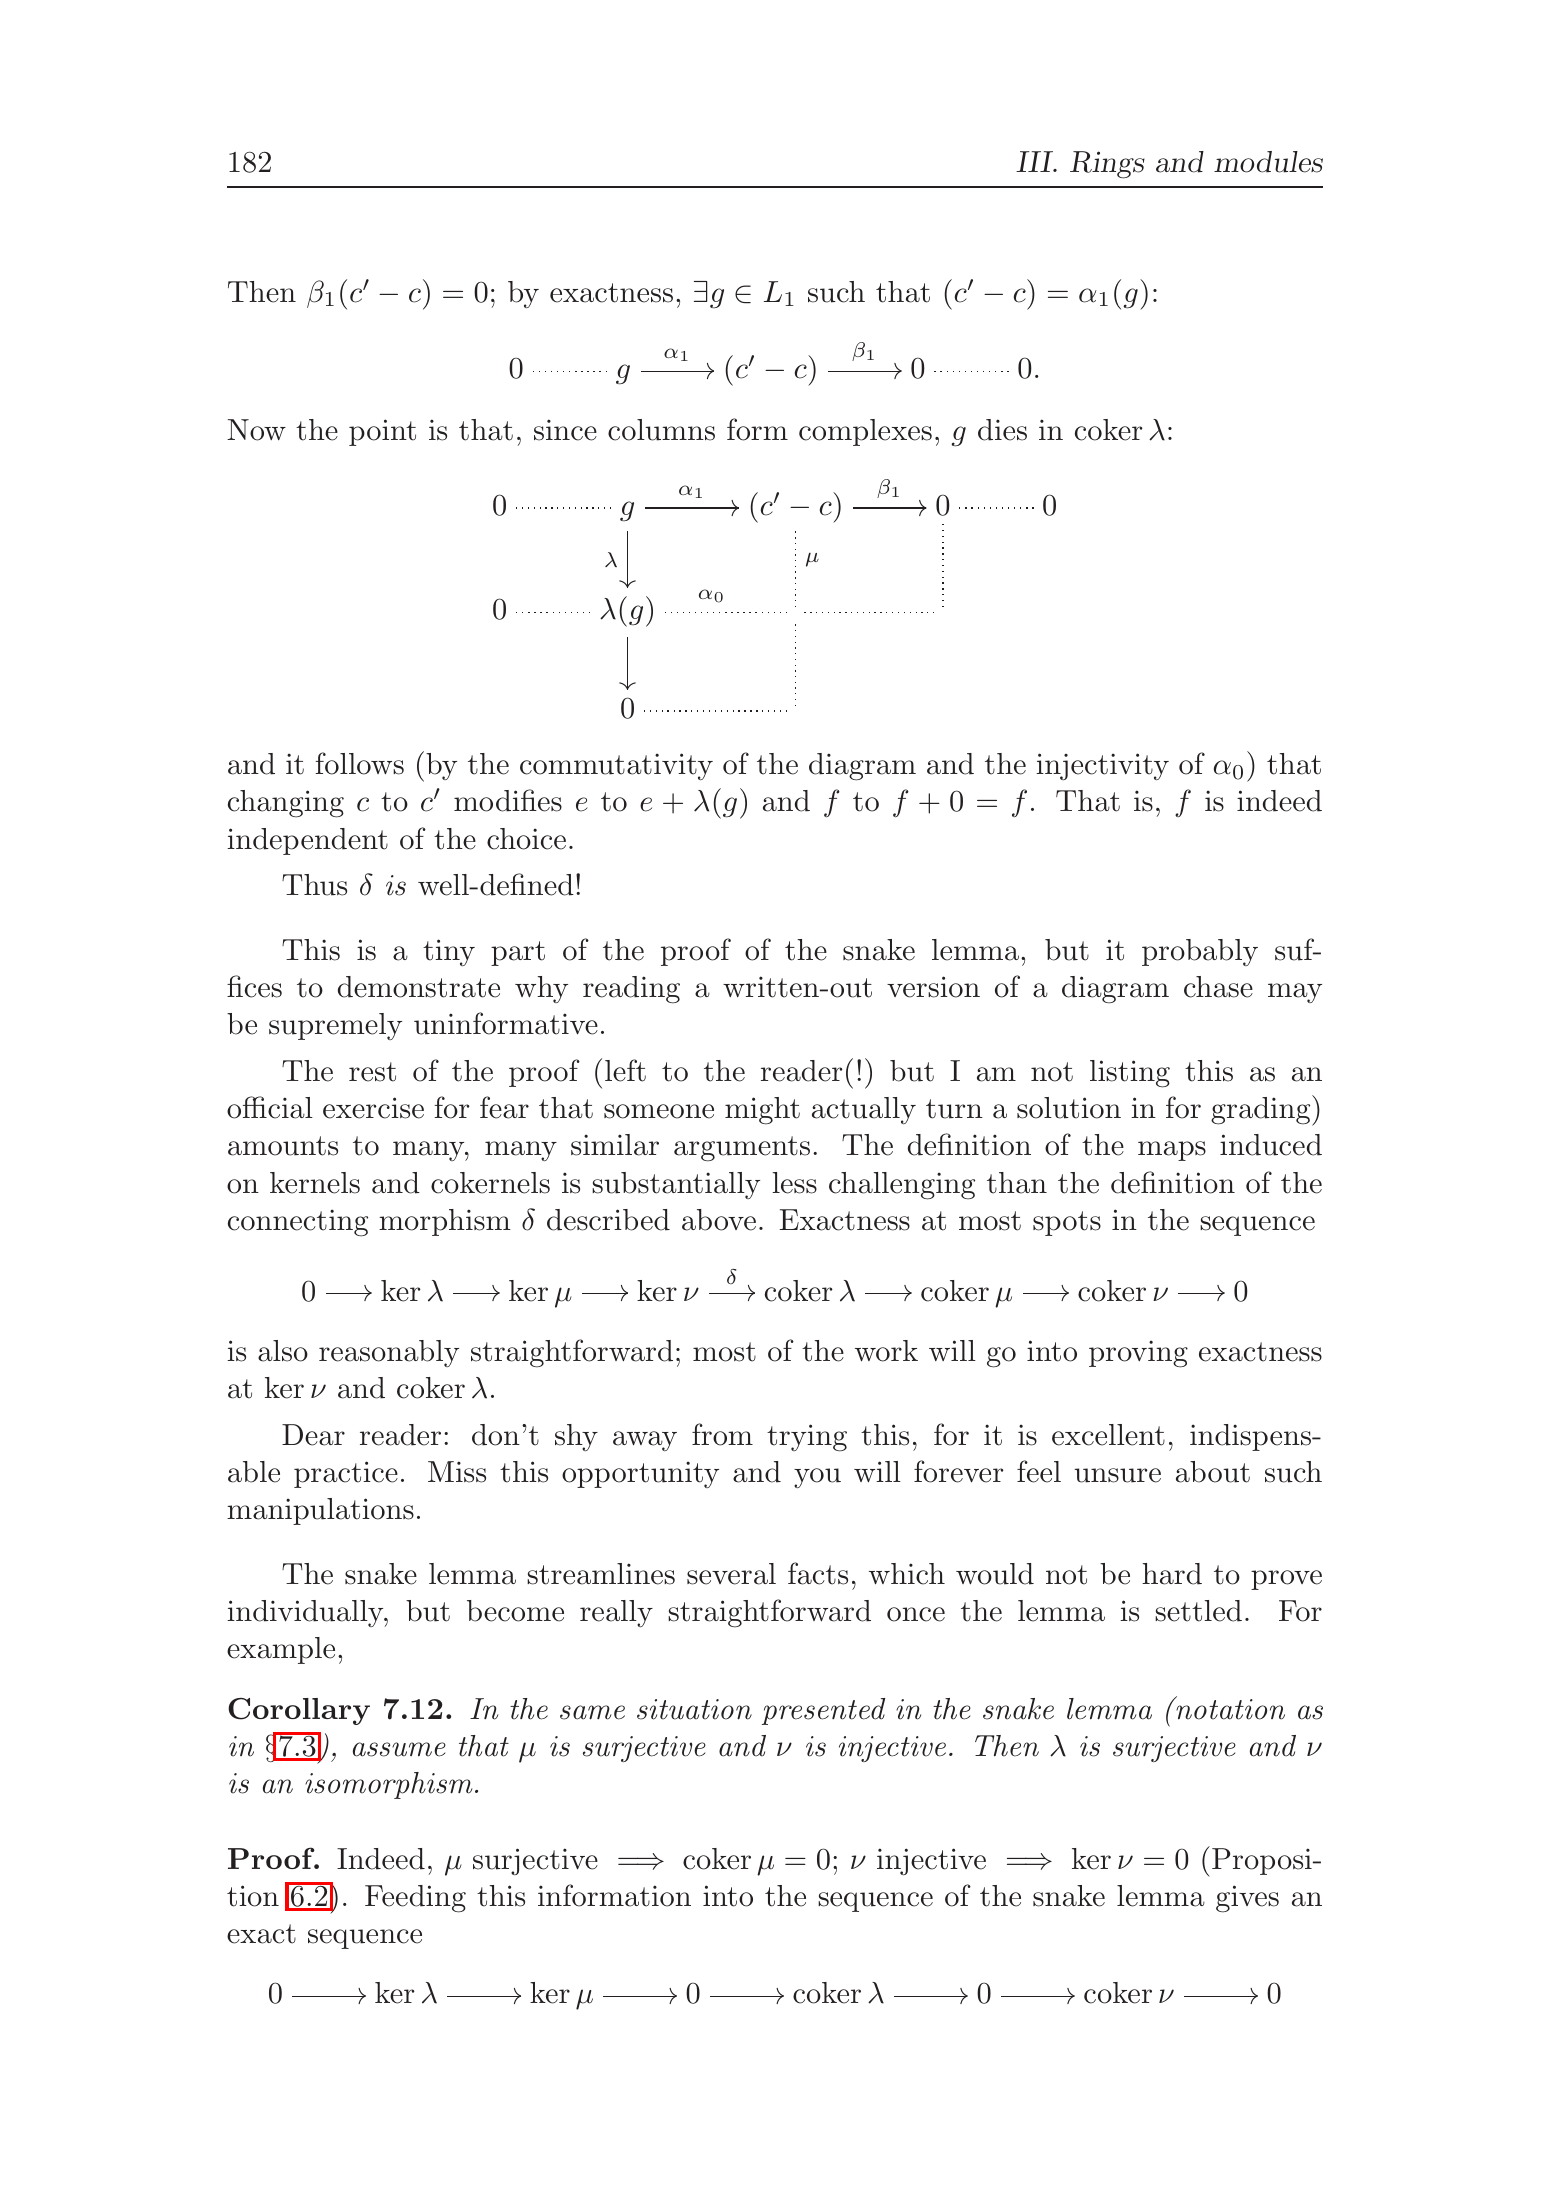 182 III. Rings and modules
Then β₁(c′ − c) = 0; by exactness, ∃g ∈ L₁ such that (c′ − c) = α₁(g):
α₁ β₁
0 g (c′ − c) 0 0.
Now the point is that, since columns form complexes, g dies in coker λ:
α₁ β₁
0 g (c′ − c) 0 0
λ μ
α₀
0 λ(g)
0
and it follows (by the commutativity of the diagram and the injectivity of α₀) that
changing c to c′ modifies e to e + λ(g) and f to f + 0 = f. That is, f is indeed
independent of the choice.
Thus δ is well-defined!
This is a tiny part of the proof of the snake lemma, but it probably suf-
fices to demonstrate why reading a written-out version of a diagram chase may
be supremely uninformative.
The rest of the proof (left to the reader(!) but I am not listing this as an
official exercise for fear that someone might actually turn a solution in for grading)
amounts to many, many similar arguments. The definition of the maps induced
on kernels and cokernels is substantially less challenging than the definition of the
connecting morphism δ described above. Exactness at most spots in the sequence
δ
0 ⟶ ker λ ⟶ ker μ ⟶ ker ν ⟶ coker λ ⟶ coker μ ⟶ coker ν ⟶ 0
is also reasonably straightforward; most of the work will go into proving exactness
at ker ν and coker λ.
Dear reader: don't shy away from trying this, for it is excellent, indispens-
able practice. Miss this opportunity and you will forever feel unsure about such
manipulations.
The snake lemma streamlines several facts, which would not be hard to prove
individually, but become really straightforward once the lemma is settled. For
example,
Corollary 7.12. In the same situation presented in the snake lemma (notation as
in §7.3), assume that μ is surjective and ν is injective. Then λ is surjective and ν
is an isomorphism.
Proof. Indeed, μ surjective ⟹ coker μ = 0; ν injective ⟹ ker ν = 0 (Proposi-
tion 6.2). Feeding this information into the sequence of the snake lemma gives an
exact sequence
0 ⟶ ker λ ⟶ ker μ ⟶ 0 ⟶ coker λ ⟶ 0 ⟶ coker ν ⟶ 0